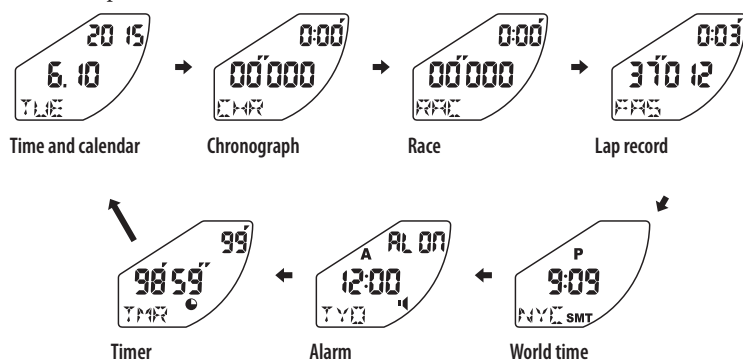 20 15
6. 10
TUE
Time and calendar
0:00'
00"000
CHR
Chronograph
0:00'
00"000
RAC
Race
0:03'
37"012
FAS
Lap record
99'
98'59"
TMR
Timer
AL ON
A
12:00
TYO
Alarm
P
9:09
NYC SMT
World time